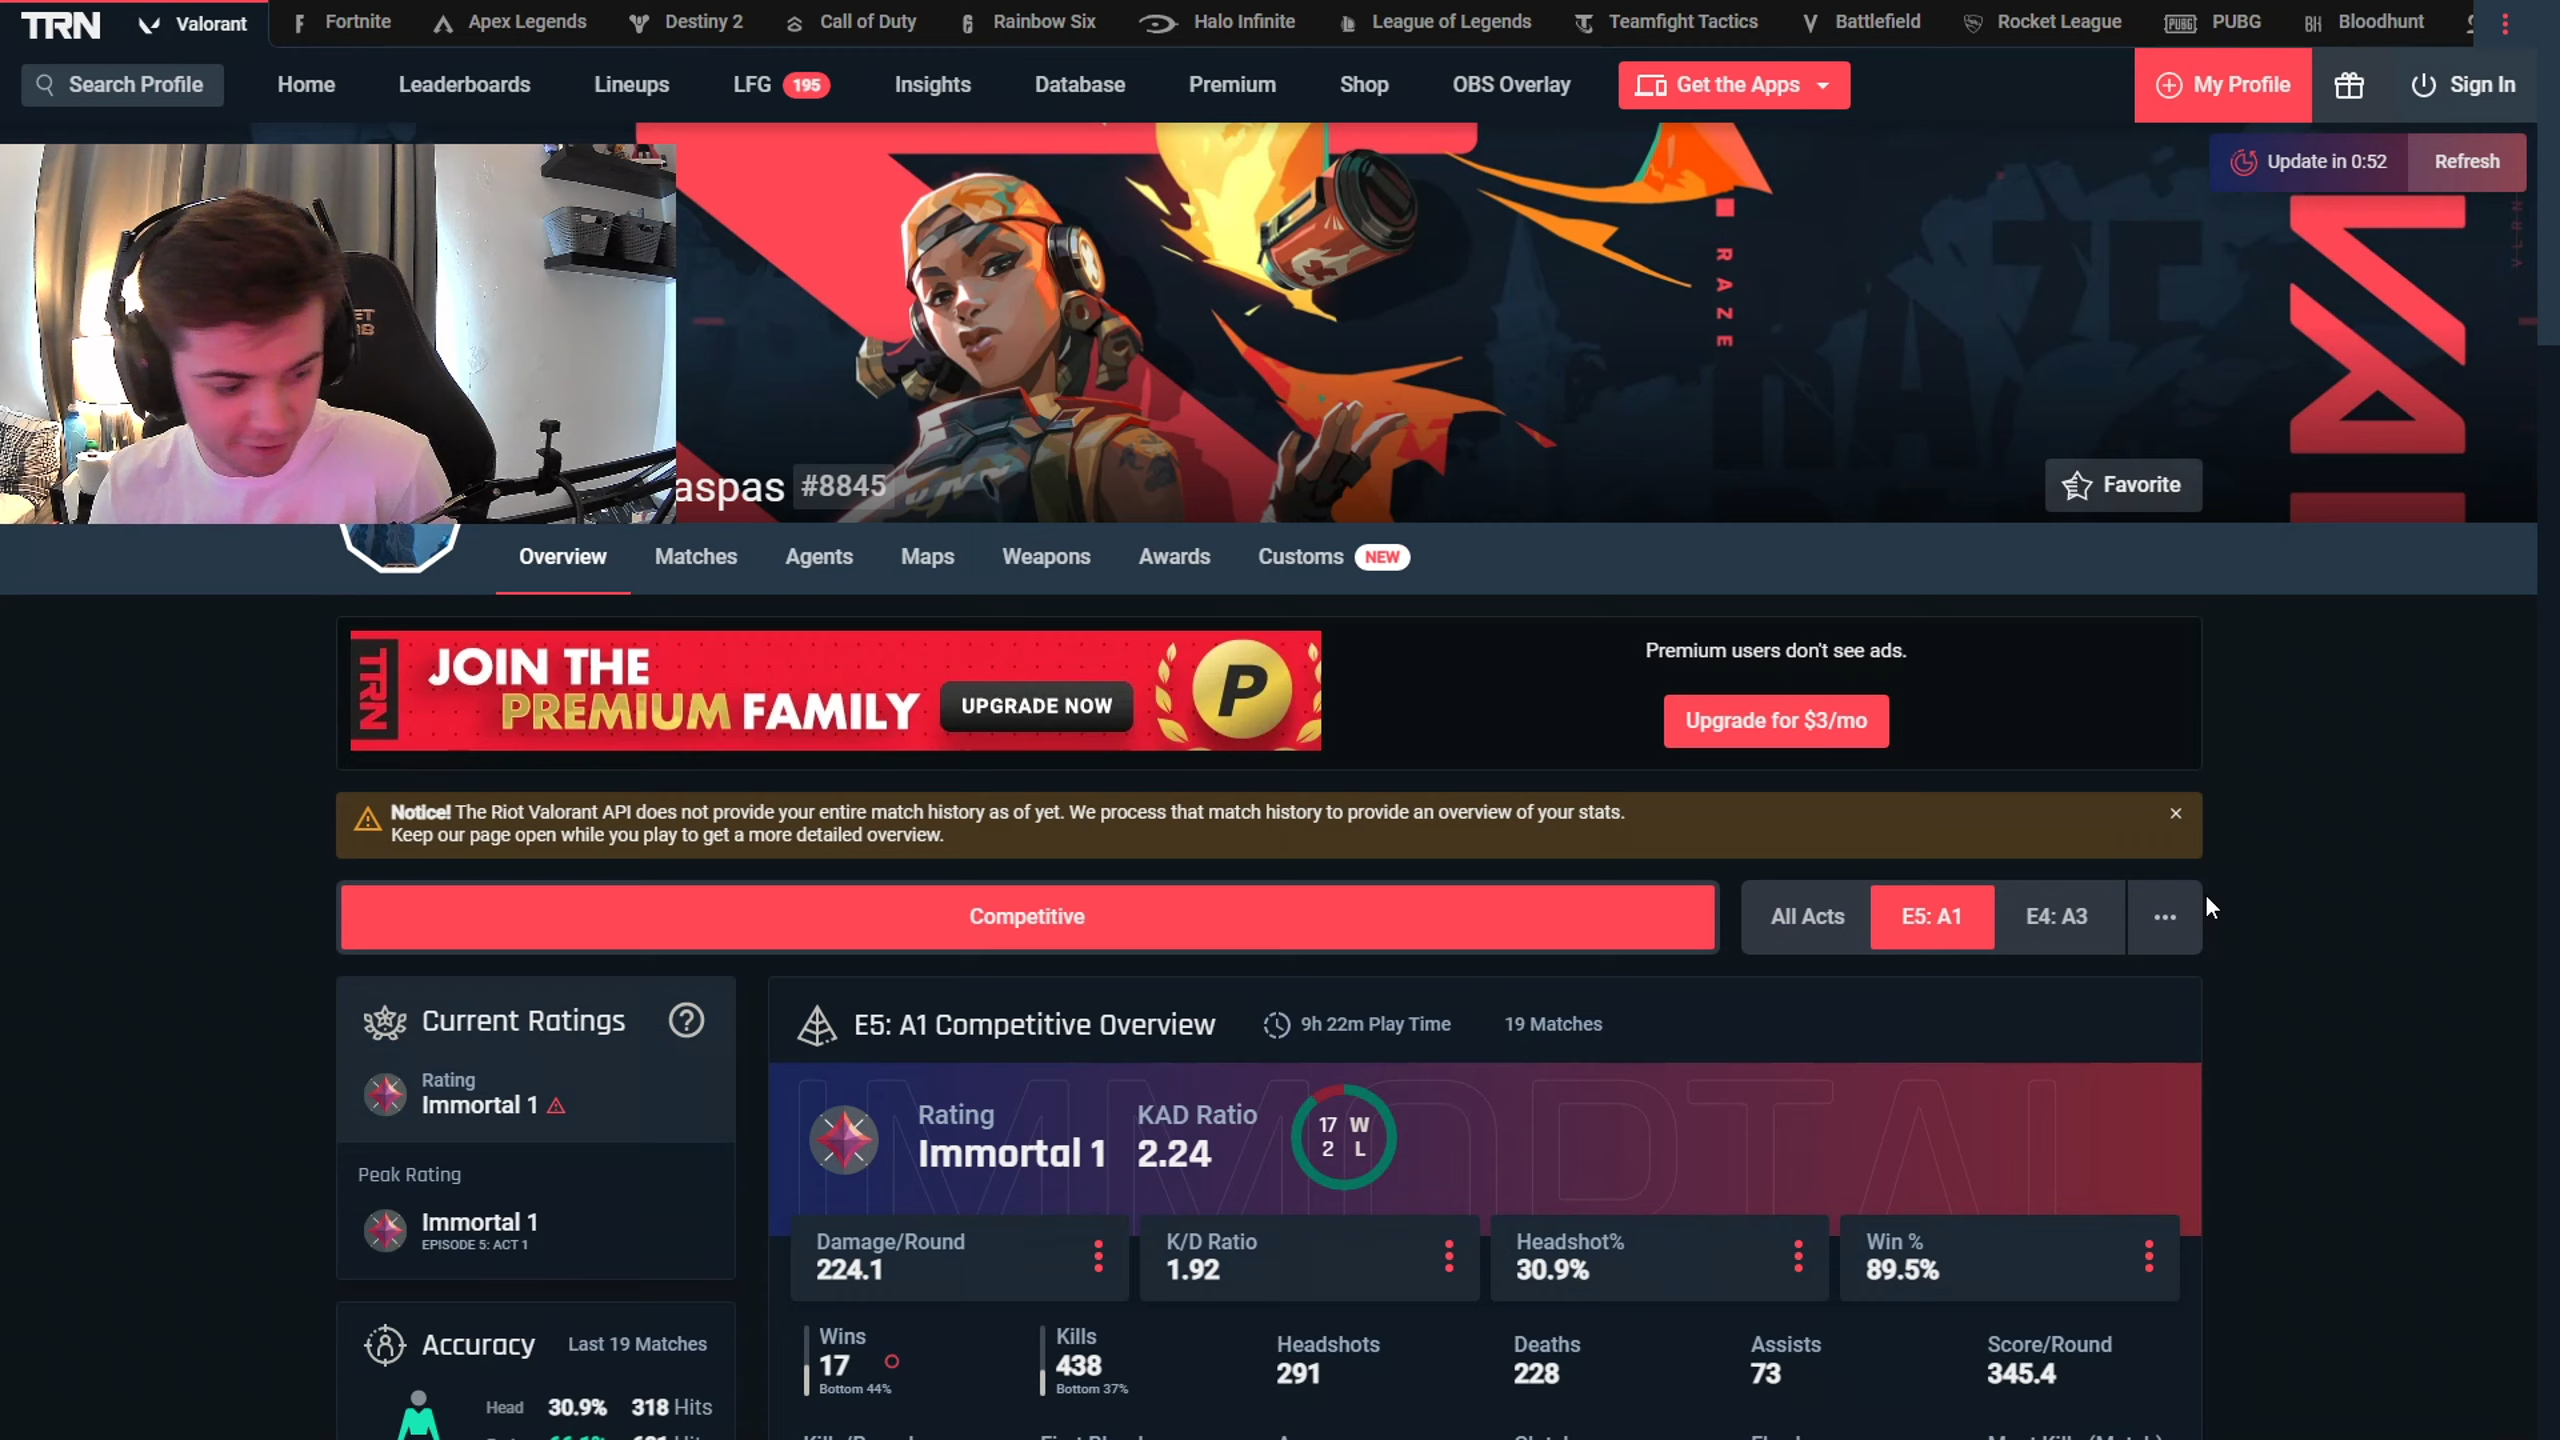 TRN Valorant Fortnite Apex Legends Destiny 2 Call of Duty Rainbow Six Halo Infinite League of Legends Teamfight Tactics Battlefield Rocket League PUBG PUBG BH Bloodhunt
Search Profile Home Leaderboards Lineups LFG 195 Insights Database Premium Shop OBS Overlay Get the Apps My Profile Sign In
Update in 0:52 Refresh
RAZE
aspas #8845
Favorite
Overview Matches Agents Maps Weapons Awards Customs NEW
TRN
JOIN THE
PREMIUM FAMILY
UPGRADE NOW
P
Premium users don't see ads.
Upgrade for $3/mo
Notice! The Riot Valorant API does not provide your entire match history as of yet. We process that match history to provide an overview of your stats.
Keep our page open while you play to get a more detailed overview.
Competitive All Acts E5: A1 E4: A3
Current Ratings ?
Rating
Immortal 1
Peak Rating
Immortal 1
EPISODE 5: ACT 1
Accuracy Last 19 Matches
Head 30.9% 318 Hits
E5: A1 Competitive Overview 9h 22m Play Time 19 Matches
IMMORTAL
Rating KAD Ratio
Immortal 1 2.24
17 W
2 L
Damage/Round
224.1
K/D Ratio
1.92
Headshot%
30.9%
Win %
89.5%
Wins
17
Bottom 44%
Kills
438
Bottom 37%
Headshots
291
Deaths
228
Assists
73
Score/Round
345.4